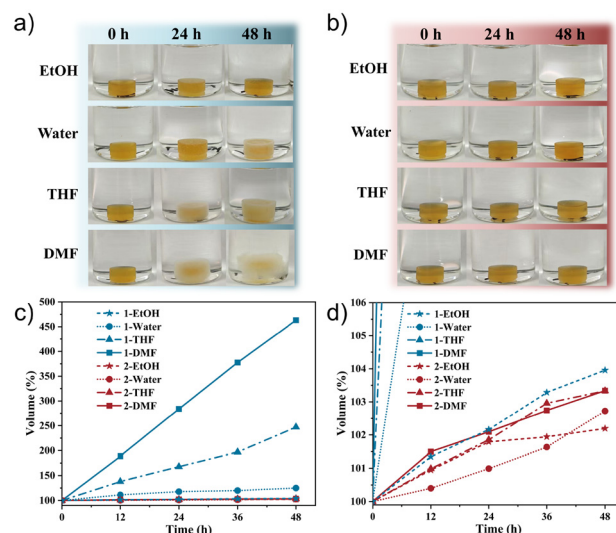 a)
0 h 24 h 48 h
EtOH
Water
THF
DMF
b)
0 h 24 h 48 h
EtOH
Water
THF
DMF
c)
500
450
400
350
300
250
200
150
100
Volume (%)
1-EtOH
1-Water
1-THF
1-DMF
2-EtOH
2-Water
2-THF
2-DMF
0 12 24 36 48
Time (h)
d)
106
105
104
103
102
101
100
Volume (%)
1-EtOH
1-Water
1-THF
1-DMF
2-EtOH
2-Water
2-THF
2-DMF
0 12 24 36 48
Time (h)